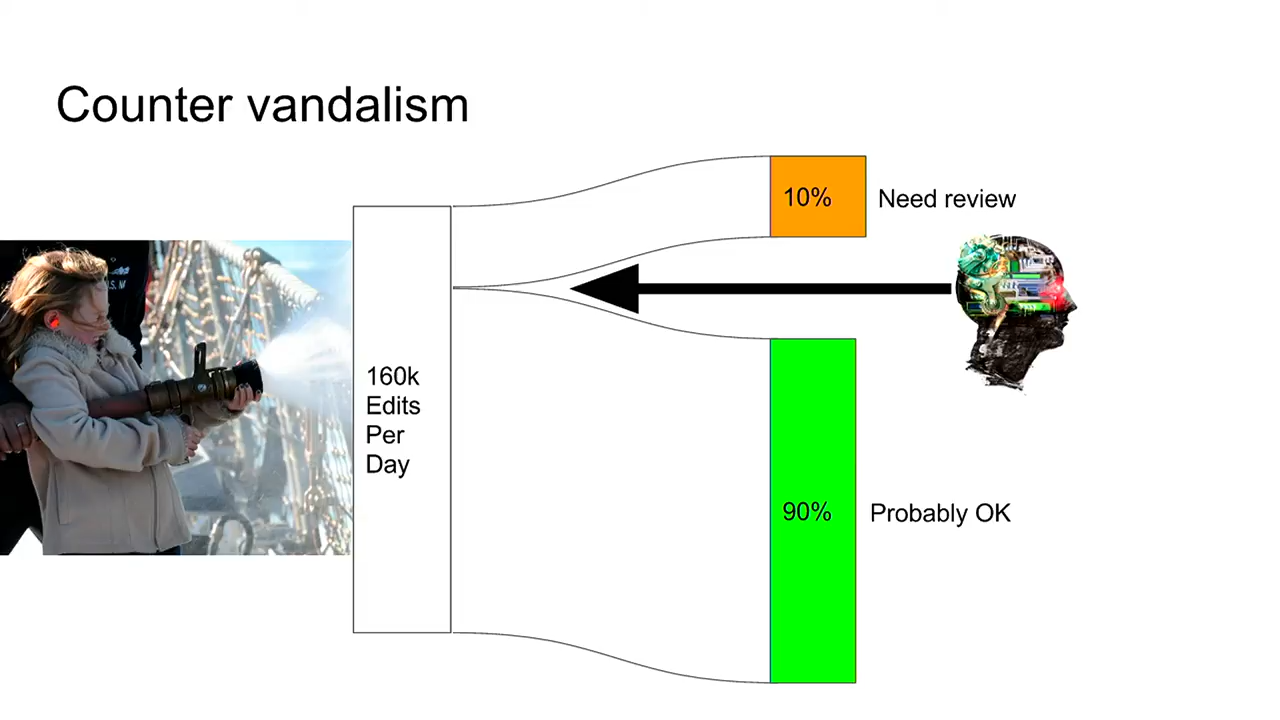 Counter vandalism
10%
Need review
160k
Edits
Per
Day
90%
Probably OK